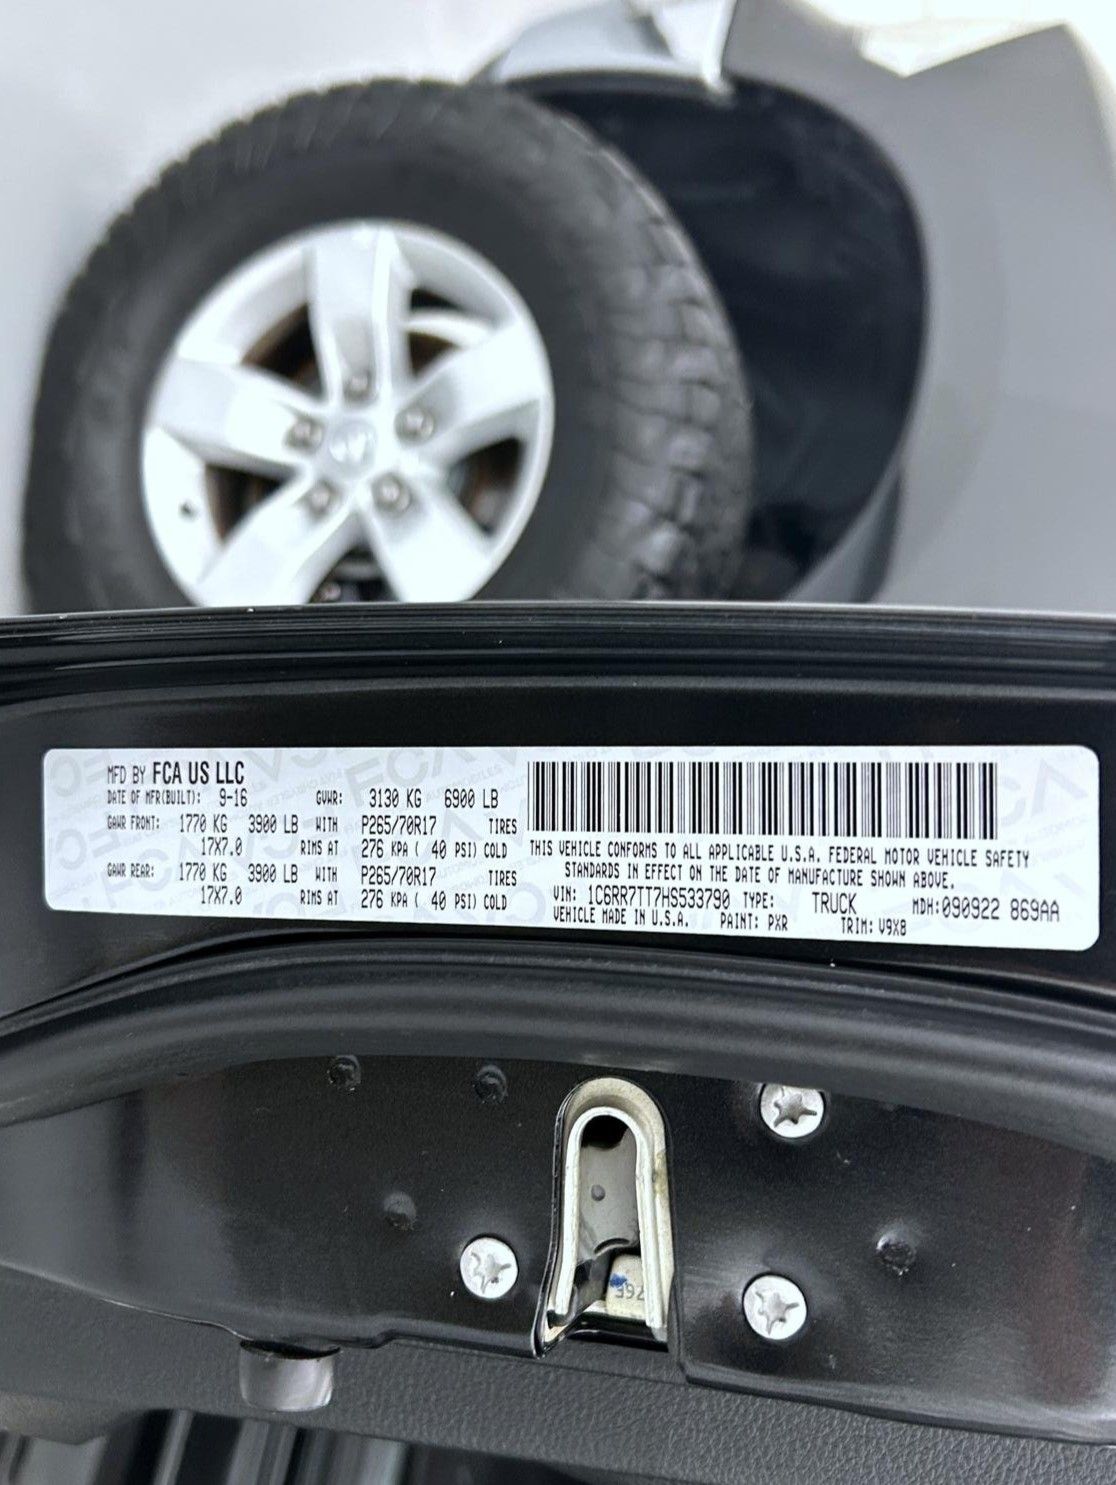 MFD BY FCA US LLC
DATE OF MFR(BUILT): 9-16 GVWR: 3130 KG 6900 LB
GAWR FRONT: 1770 KG 3900 LB WITH P265/70R17 TIRES
17X7.0 RIMS AT 276 KPA ( 40 PSI) COLD
GAWR REAR: 1770 KG 3900 LB WITH P265/70R17 TIRES
17X7.0 RIMS AT 276 KPA ( 40 PSI) COLD
THIS VEHICLE CONFORMS TO ALL APPLICABLE U.S.A. FEDERAL MOTOR VEHICLE SAFETY
STANDARDS IN EFFECT ON THE DATE OF MANUFACTURE SHOWN ABOVE.
VIN: 1C6RR7TT7HS533790 TYPE: TRUCK MDH:090922 869AA
VEHICLE MADE IN U.S.A. PAINT: PXR TRIM: V9X8